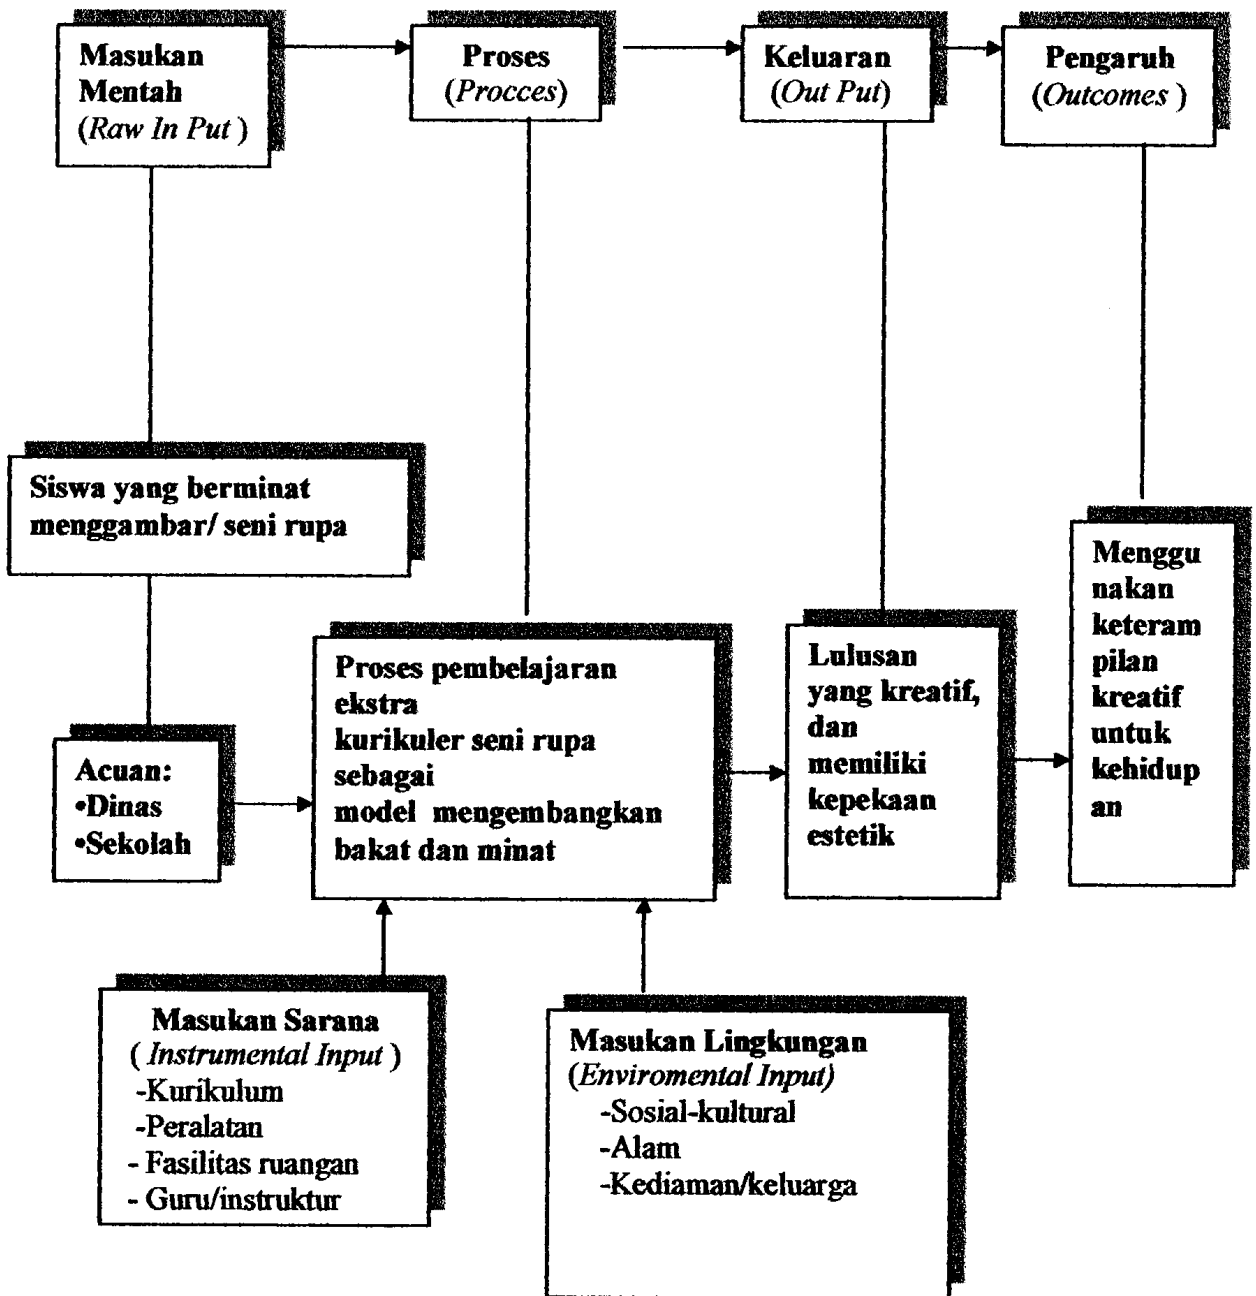 Masukan
Mentah
(Raw In Put )
Proses
(Procces)
Keluaran
(Out Put)
Pengaruh
(Outcomes )
Siswa yang berminat
menggambar/ seni rupa
Acuan:
•Dinas
•Sekolah
Proses pembelajaran
ekstra
kurikuler seni rupa
sebagai
model mengembangkan
bakat dan minat
Lulusan
yang kreatif,
dan
memiliki
kepekaan
estetik
Menggu
nakan
keteram
pilan
kreatif
untuk
kehidup
an
Masukan Sarana
( Instrumental Input )
-Kurikulum
-Peralatan
- Fasilitas ruangan
- Guru/instruktur
Masukan Lingkungan
(Enviromental Input)
-Sosial-kultural
-Alam
-Kediaman/keluarga